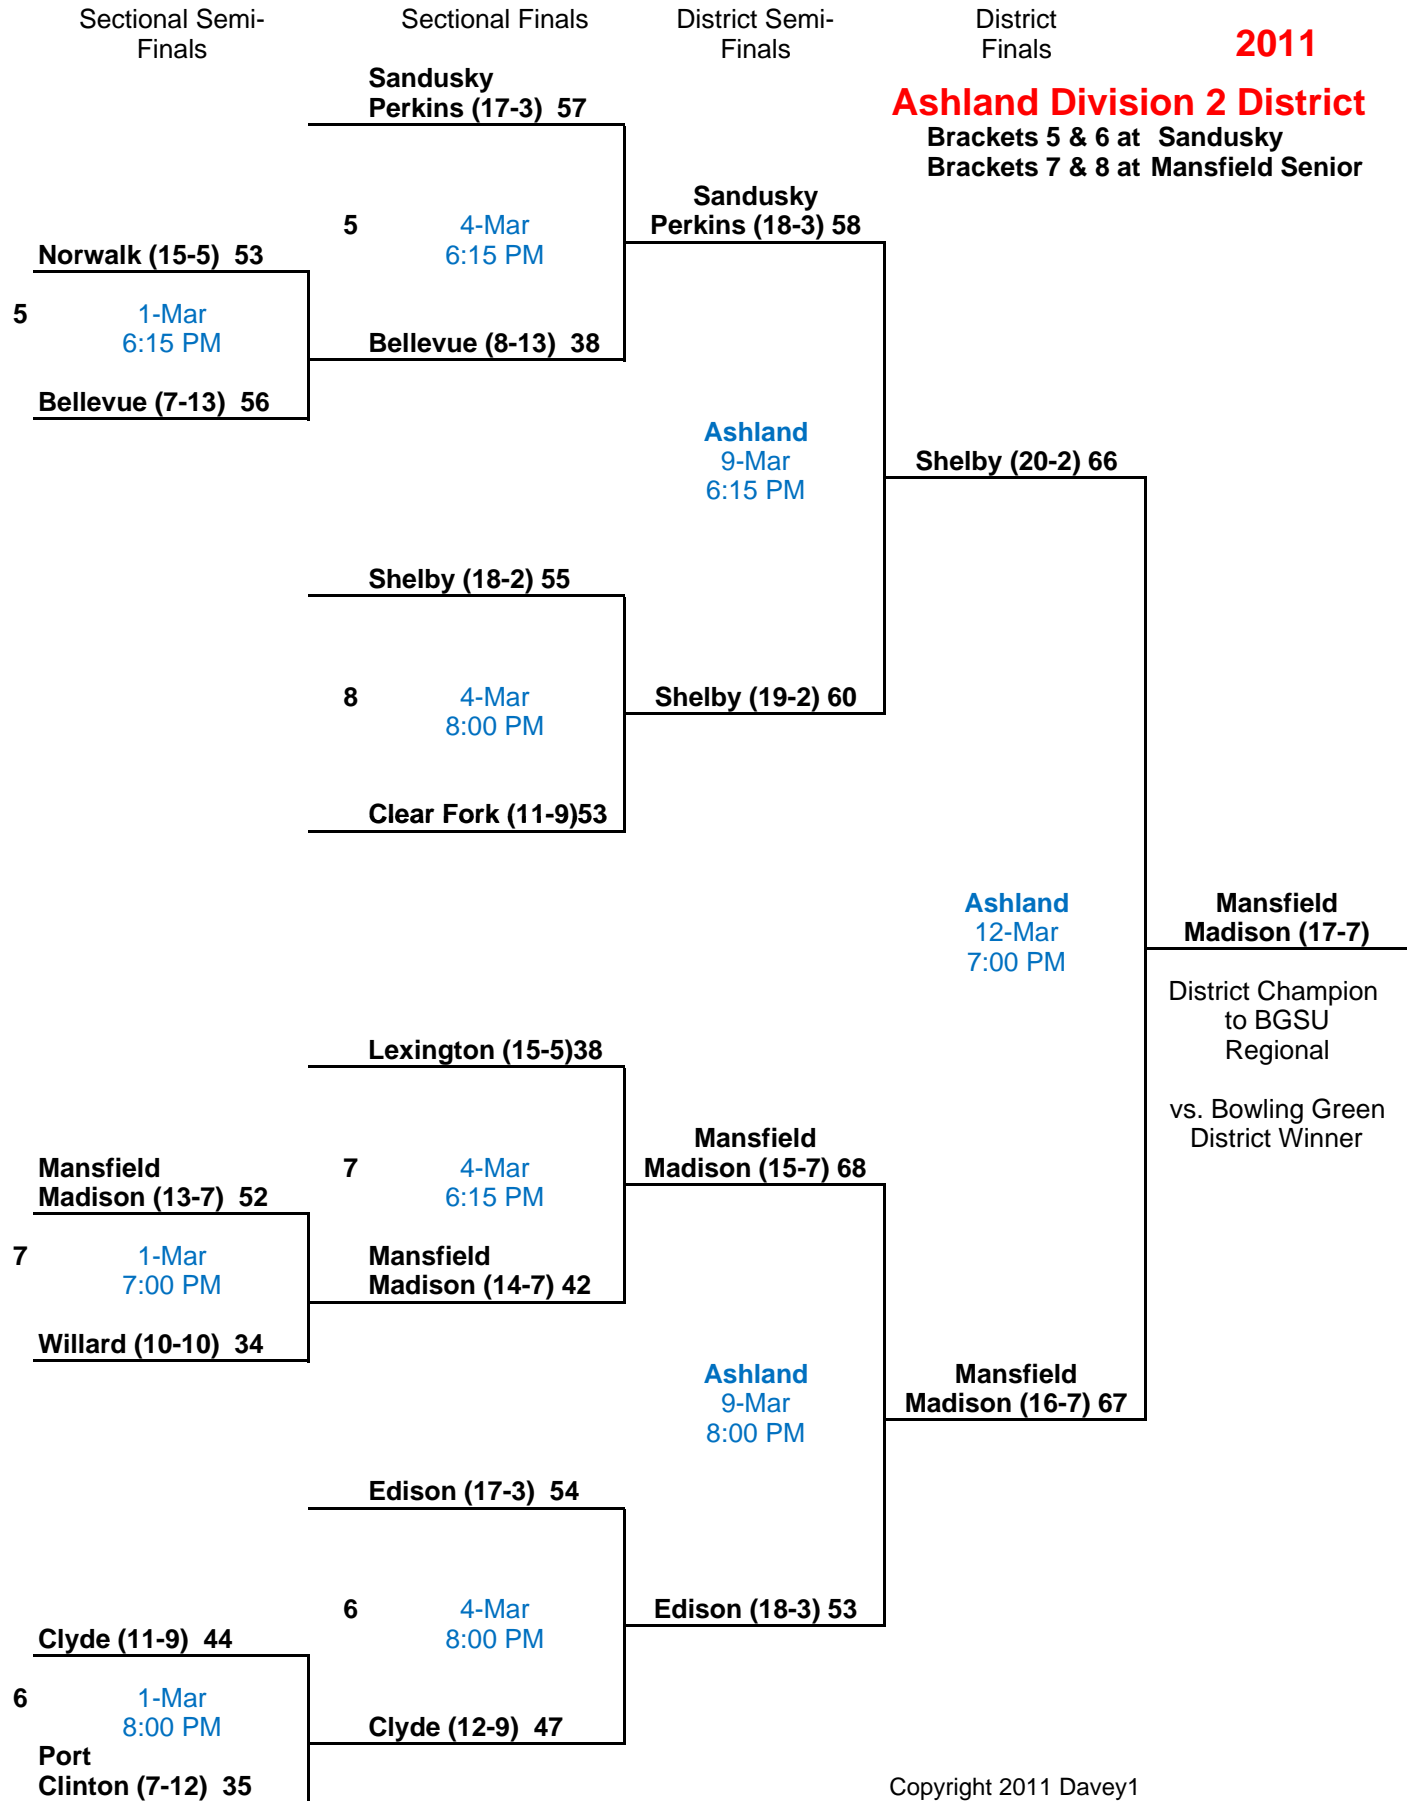 Sectional Semi-
Finals
Sectional Finals
District Semi-
Finals
District
Finals
2011
Ashland Division 2 District
Brackets 5 & 6 at Sandusky
Brackets 7 & 8 at Mansfield Senior
Sandusky
Perkins (17-3) 57
5
4-Mar
6:15 PM
Sandusky
Perkins (18-3) 58
Norwalk (15-5) 53
5
1-Mar
6:15 PM
Bellevue (8-13) 38
Bellevue (7-13) 56
Ashland
9-Mar
6:15 PM
Shelby (20-2) 66
Shelby (18-2) 55
8
4-Mar
8:00 PM
Shelby (19-2) 60
Clear Fork (11-9)53
Ashland
12-Mar
7:00 PM
Mansfield
Madison (17-7)
District Champion
to BGSU
Regional
vs. Bowling Green
District Winner
Lexington (15-5)38
7
4-Mar
6:15 PM
Mansfield
Madison (15-7) 68
Mansfield
Madison (13-7) 52
7
1-Mar
7:00 PM
Mansfield
Madison (14-7) 42
Willard (10-10) 34
Ashland
9-Mar
8:00 PM
Mansfield
Madison (16-7) 67
Edison (17-3) 54
6
4-Mar
8:00 PM
Edison (18-3) 53
Clyde (11-9) 44
6
1-Mar
8:00 PM
Clyde (12-9) 47
Port
Clinton (7-12) 35
Copyright 2011 Davey1